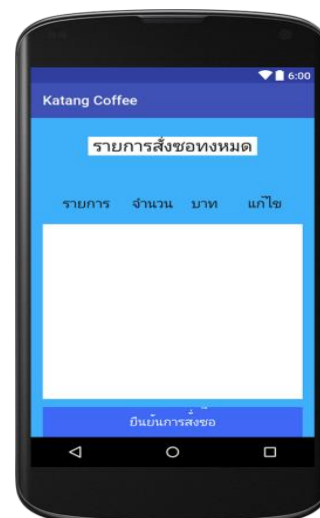 6:00
Katang Coffee
รายการสั่งซอทงหมด
รายการ จำนวน บาท แก้ไข
ยืนยันการสั่งซอ